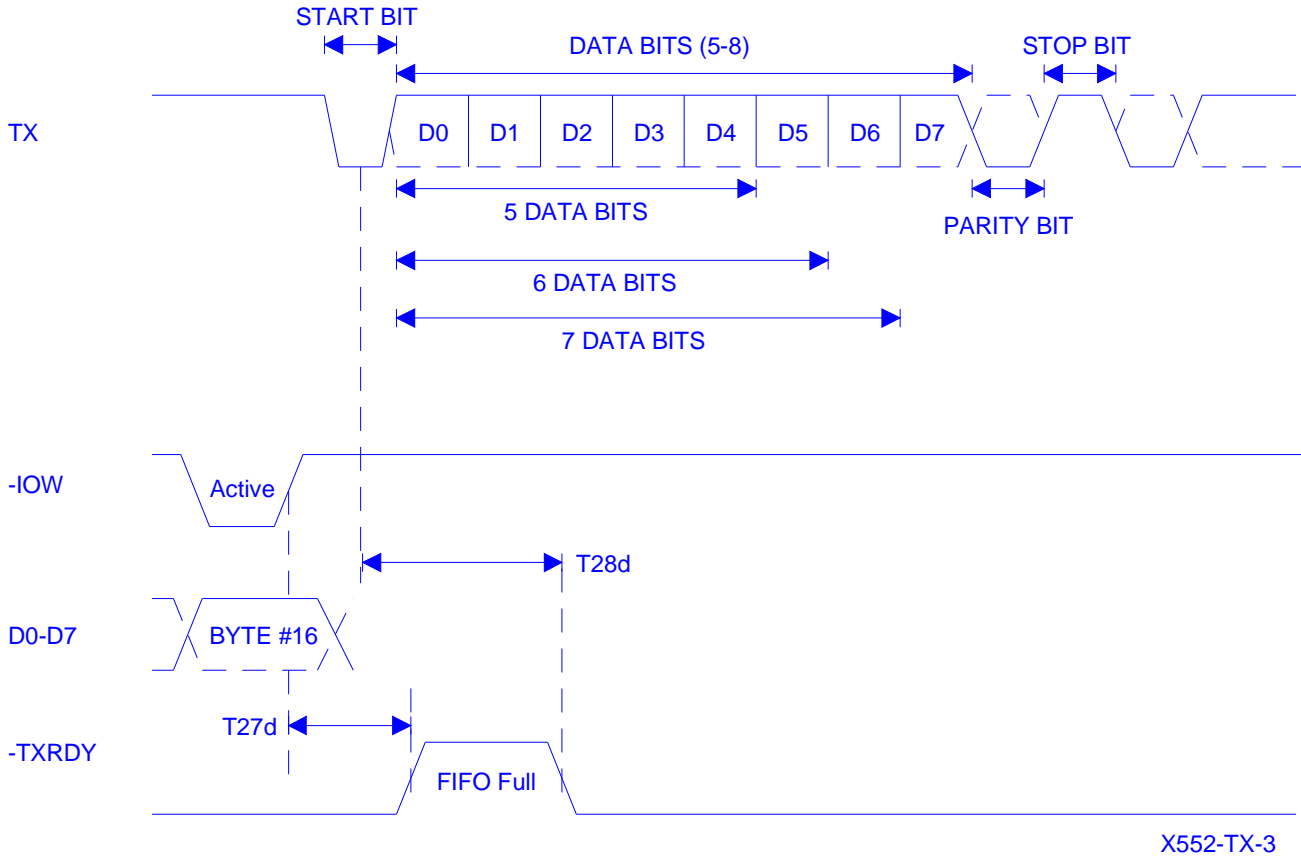 START BIT
DATA BITS (5-8)
STOP BIT
TX
D0
D1
D2
D3
D4
D5
D6
D7
5 DATA BITS
PARITY BIT
6 DATA BITS
7 DATA BITS
-IOW
Active
T28d
D0-D7
BYTE #16
T27d
-TXRDY
FIFO Full
X552-TX-3